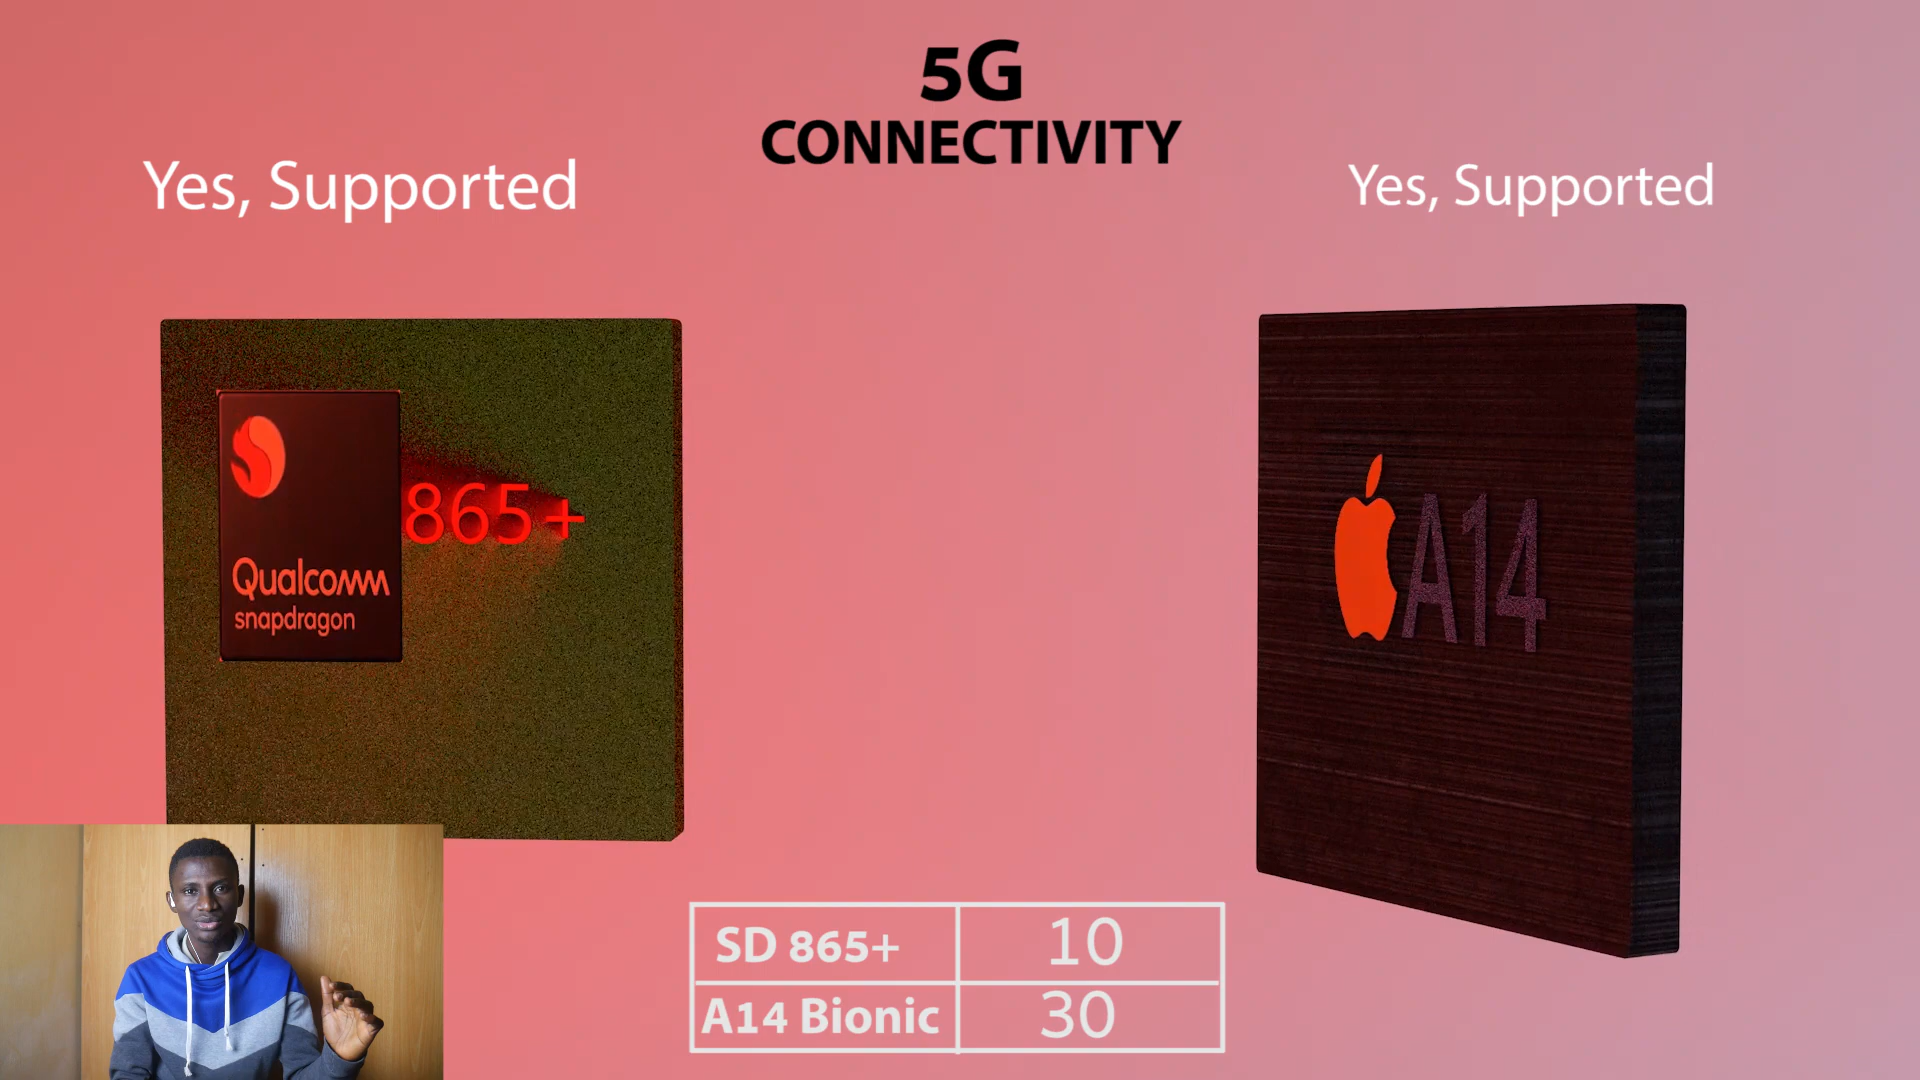 5G
CONNECTIVITY
Yes, Supported
Yes, Supported
865+
Qualcomm
snapdragon
A14
SD 865+ 10
A14 Bionic 30